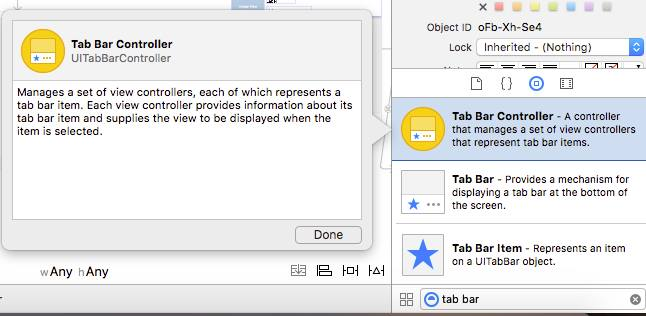 Tab Bar Controller
UITabBarController
Manages a set of view controllers, each of which represents a
tab bar item. Each view controller provides information about its
tab bar item and supplies the view to be displayed when the
item is selected.
Done
wAny hAny
Object ID oFb-Xh-Se4
Lock Inherited - (Nothing)
Tab Bar Controller - A controller
that manages a set of view controllers
that represent tab bar items.
Tab Bar - Provides a mechanism for
displaying a tab bar at the bottom of
the screen.
Tab Bar Item - Represents an item
on a UITabBar object.
tab bar